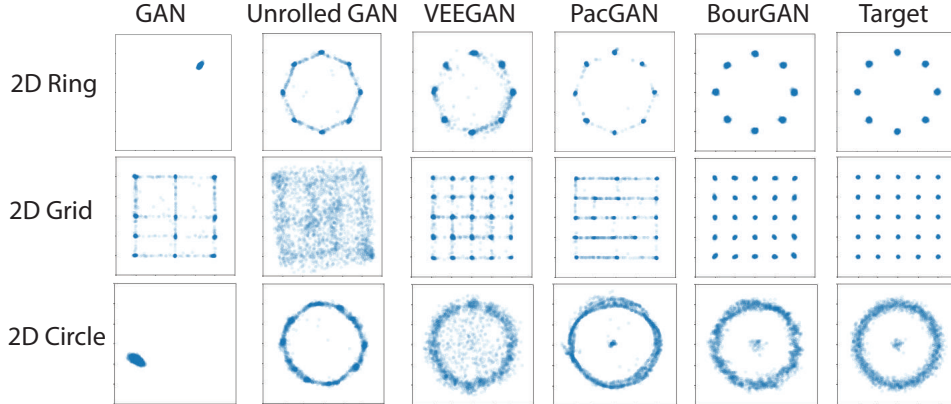 GAN Unrolled GAN VEEGAN PacGAN BourGAN Target
2D Ring
2D Grid
2D Circle